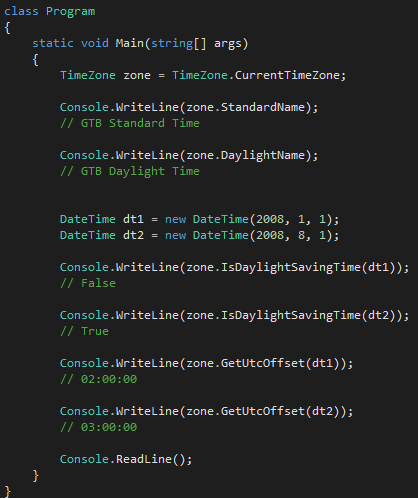 class Program
{
    static void Main(string[] args)
    {
        TimeZone zone = TimeZone.CurrentTimeZone;

        Console.WriteLine(zone.StandardName);
        // GTB Standard Time

        Console.WriteLine(zone.DaylightName);
        // GTB Daylight Time


        DateTime dt1 = new DateTime(2008, 1, 1);
        DateTime dt2 = new DateTime(2008, 8, 1);

        Console.WriteLine(zone.IsDaylightSavingTime(dt1));
        // False

        Console.WriteLine(zone.IsDaylightSavingTime(dt2));
        // True

        Console.WriteLine(zone.GetUtcOffset(dt1));
        // 02:00:00

        Console.WriteLine(zone.GetUtcOffset(dt2));
        // 03:00:00

        Console.ReadLine();
    }
}